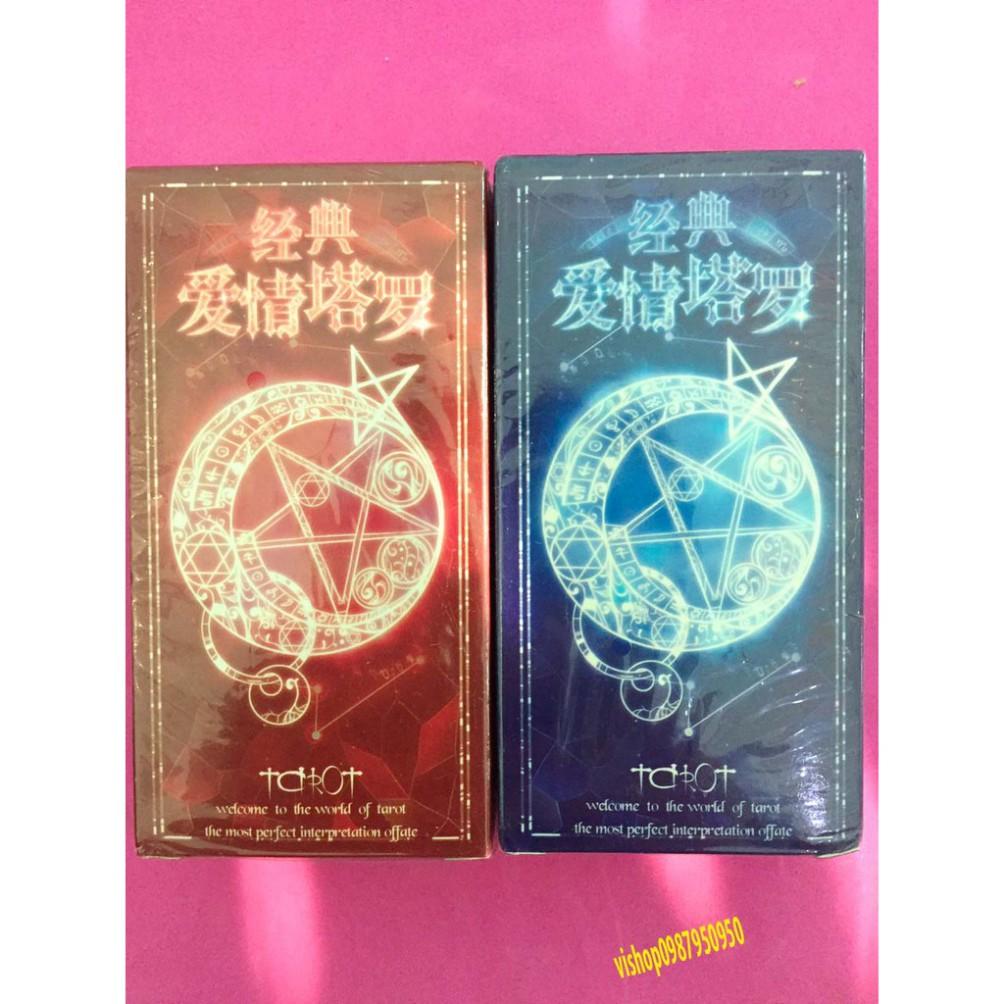 经典
爱情塔罗
TAROT
welcome to the world of tarot
the most perfect interpretation offate
经典
爱情塔罗
TAROT
welcome to the world of tarot
the most perfect interpretation offate
vishop0987950950